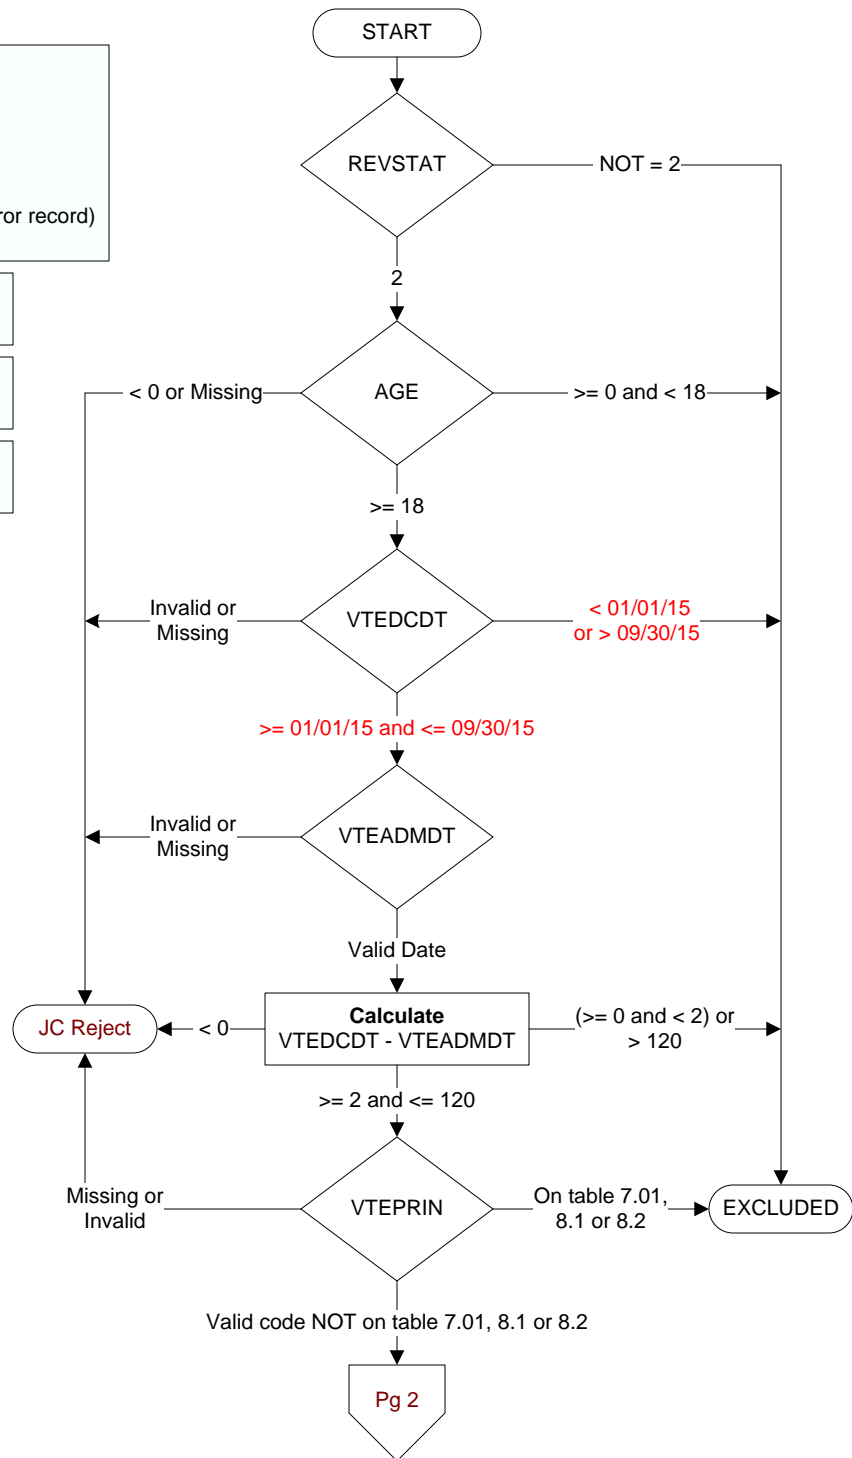 START
REVSTAT
NOT = 2
record)
2
< 0 or Missing
AGE
>= 0 and < 18
>= 18
Invalid or
Missing
VTEDCDT
< 01/01/15
or > 09/30/15
>= 01/01/15 and <= 09/30/15
Invalid or
Missing
VTEADMDT
Valid Date
JC Reject
< 0
Calculate
VTEDCDT - VTEADMDT
(>= 0 and < 2) or
> 120
>= 2 and <= 120
Missing or
Invalid
VTEPRIN
On table 7.01,
8.1 or 8.2
EXCLUDED
Valid code NOT on table 7.01, 8.1 or 8.2
Pg 2